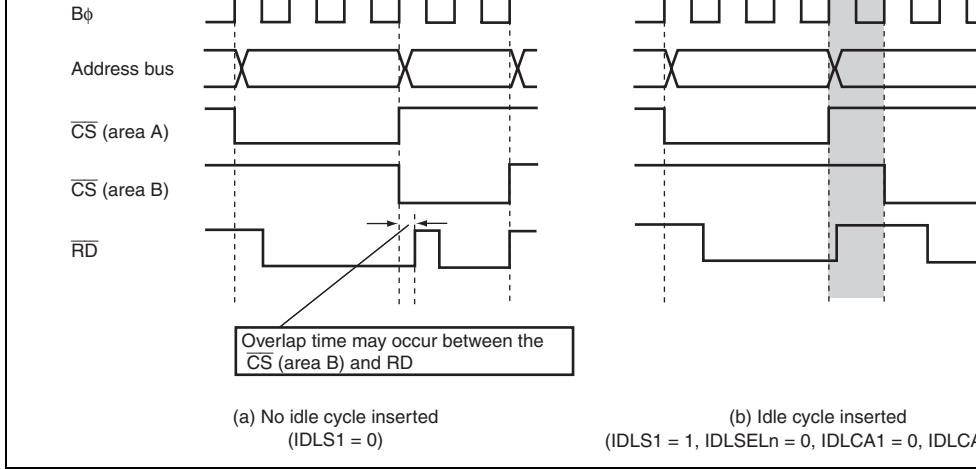 Bφ
Address bus
CS (area A)
CS (area B)
RD
Overlap time may occur between the
CS (area B) and RD
(a) No idle cycle inserted
(IDLS1 = 0)
(b) Idle cycle inserted
(IDLS1 = 1, IDLSELn = 0, IDLCA1 = 0, IDLCA